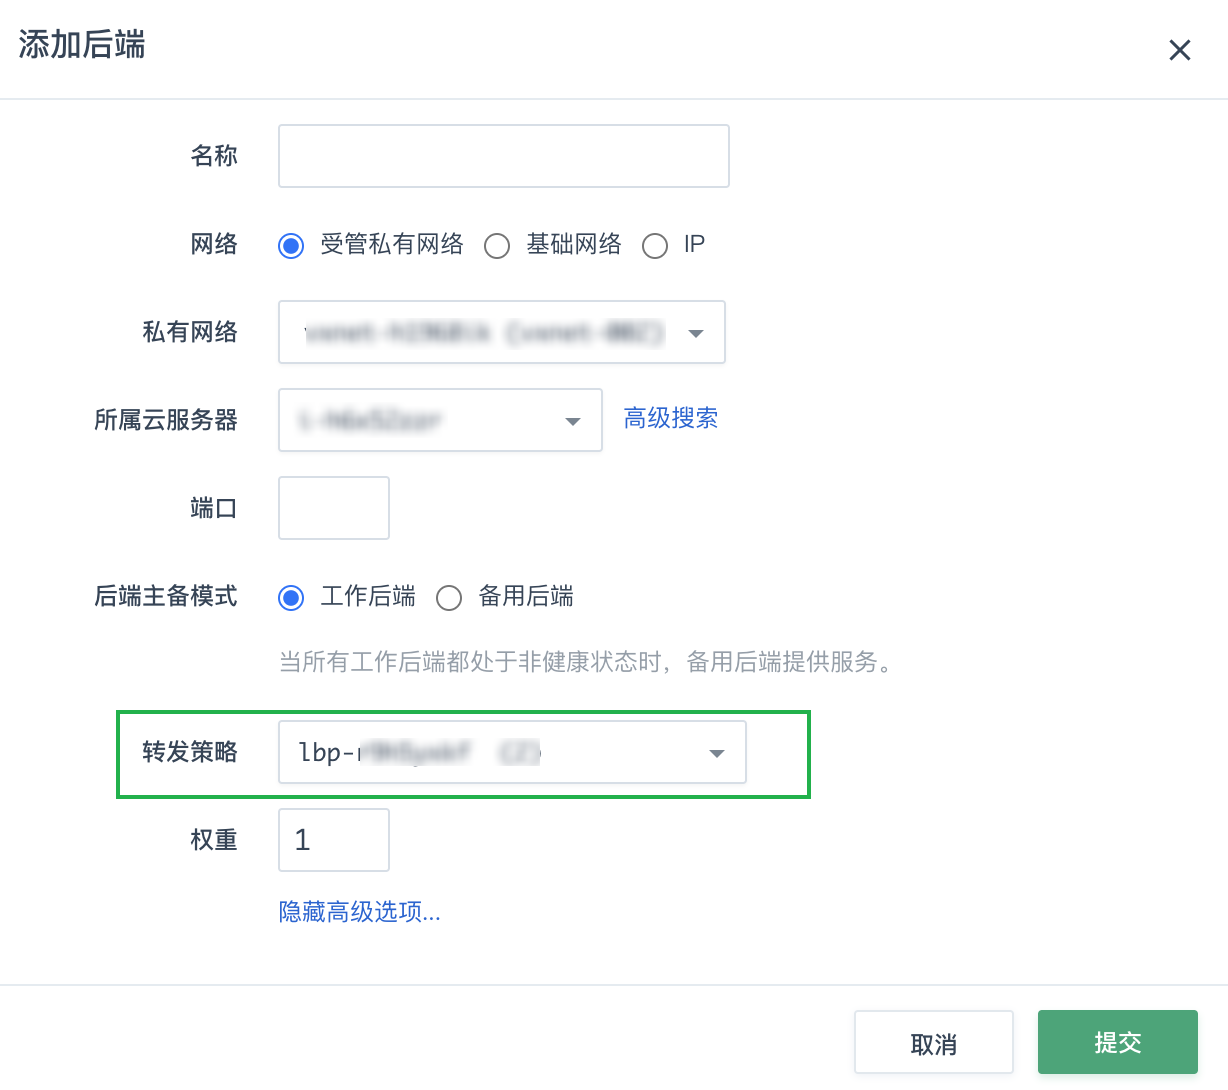 添加后端
名称
网络 受管私有网络 基础网络 IP
私有网络
所属云服务器 高级搜索
端口
后端主备模式 工作后端 备用后端
当所有工作后端都处于非健康状态时，备用后端提供服务。
转发策略 lbp-
权重 1
隐藏高级选项...
取消 提交